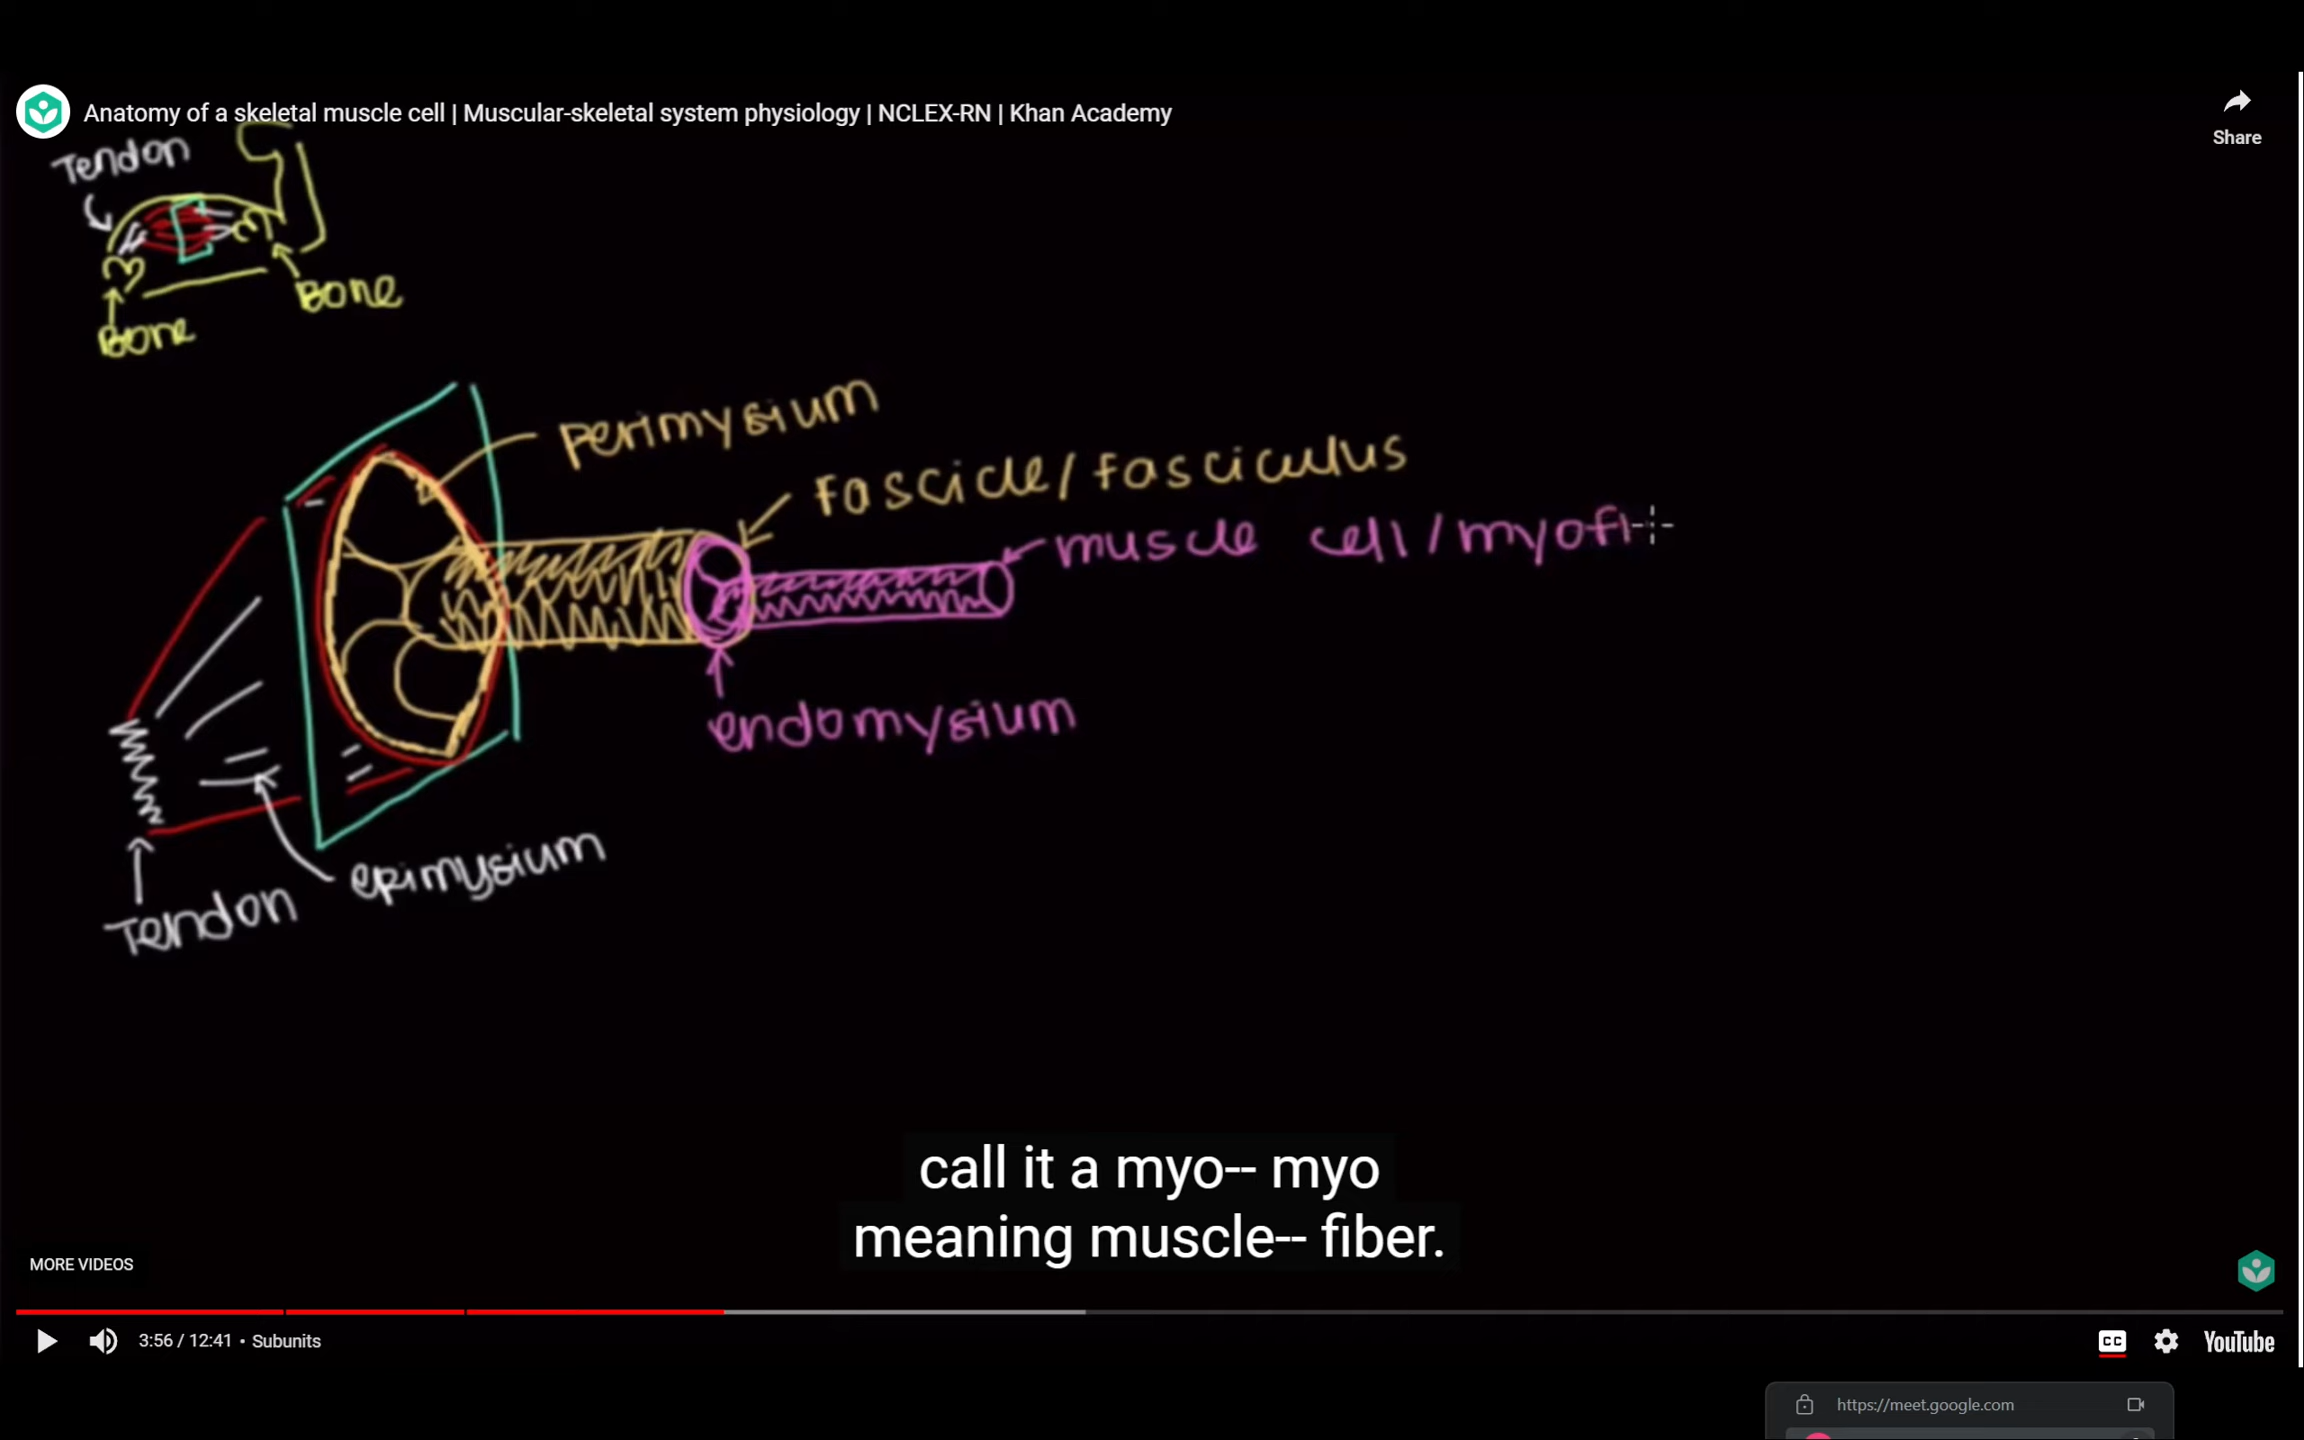 Anatomy of a skeletal muscle cell | Muscular-skeletal system physiology | NCLEX-RN | Khan Academy
Share
Tendon
Bone
Bone
perimysium
fascicle/fasciculus
muscle cell/myofi
endomysium
epimysium
Tendon
call it a myo-- myo
meaning muscle-- fiber.
MORE VIDEOS
3:56 / 12:41 • Subunits
CC
YouTube
https://meet.google.com